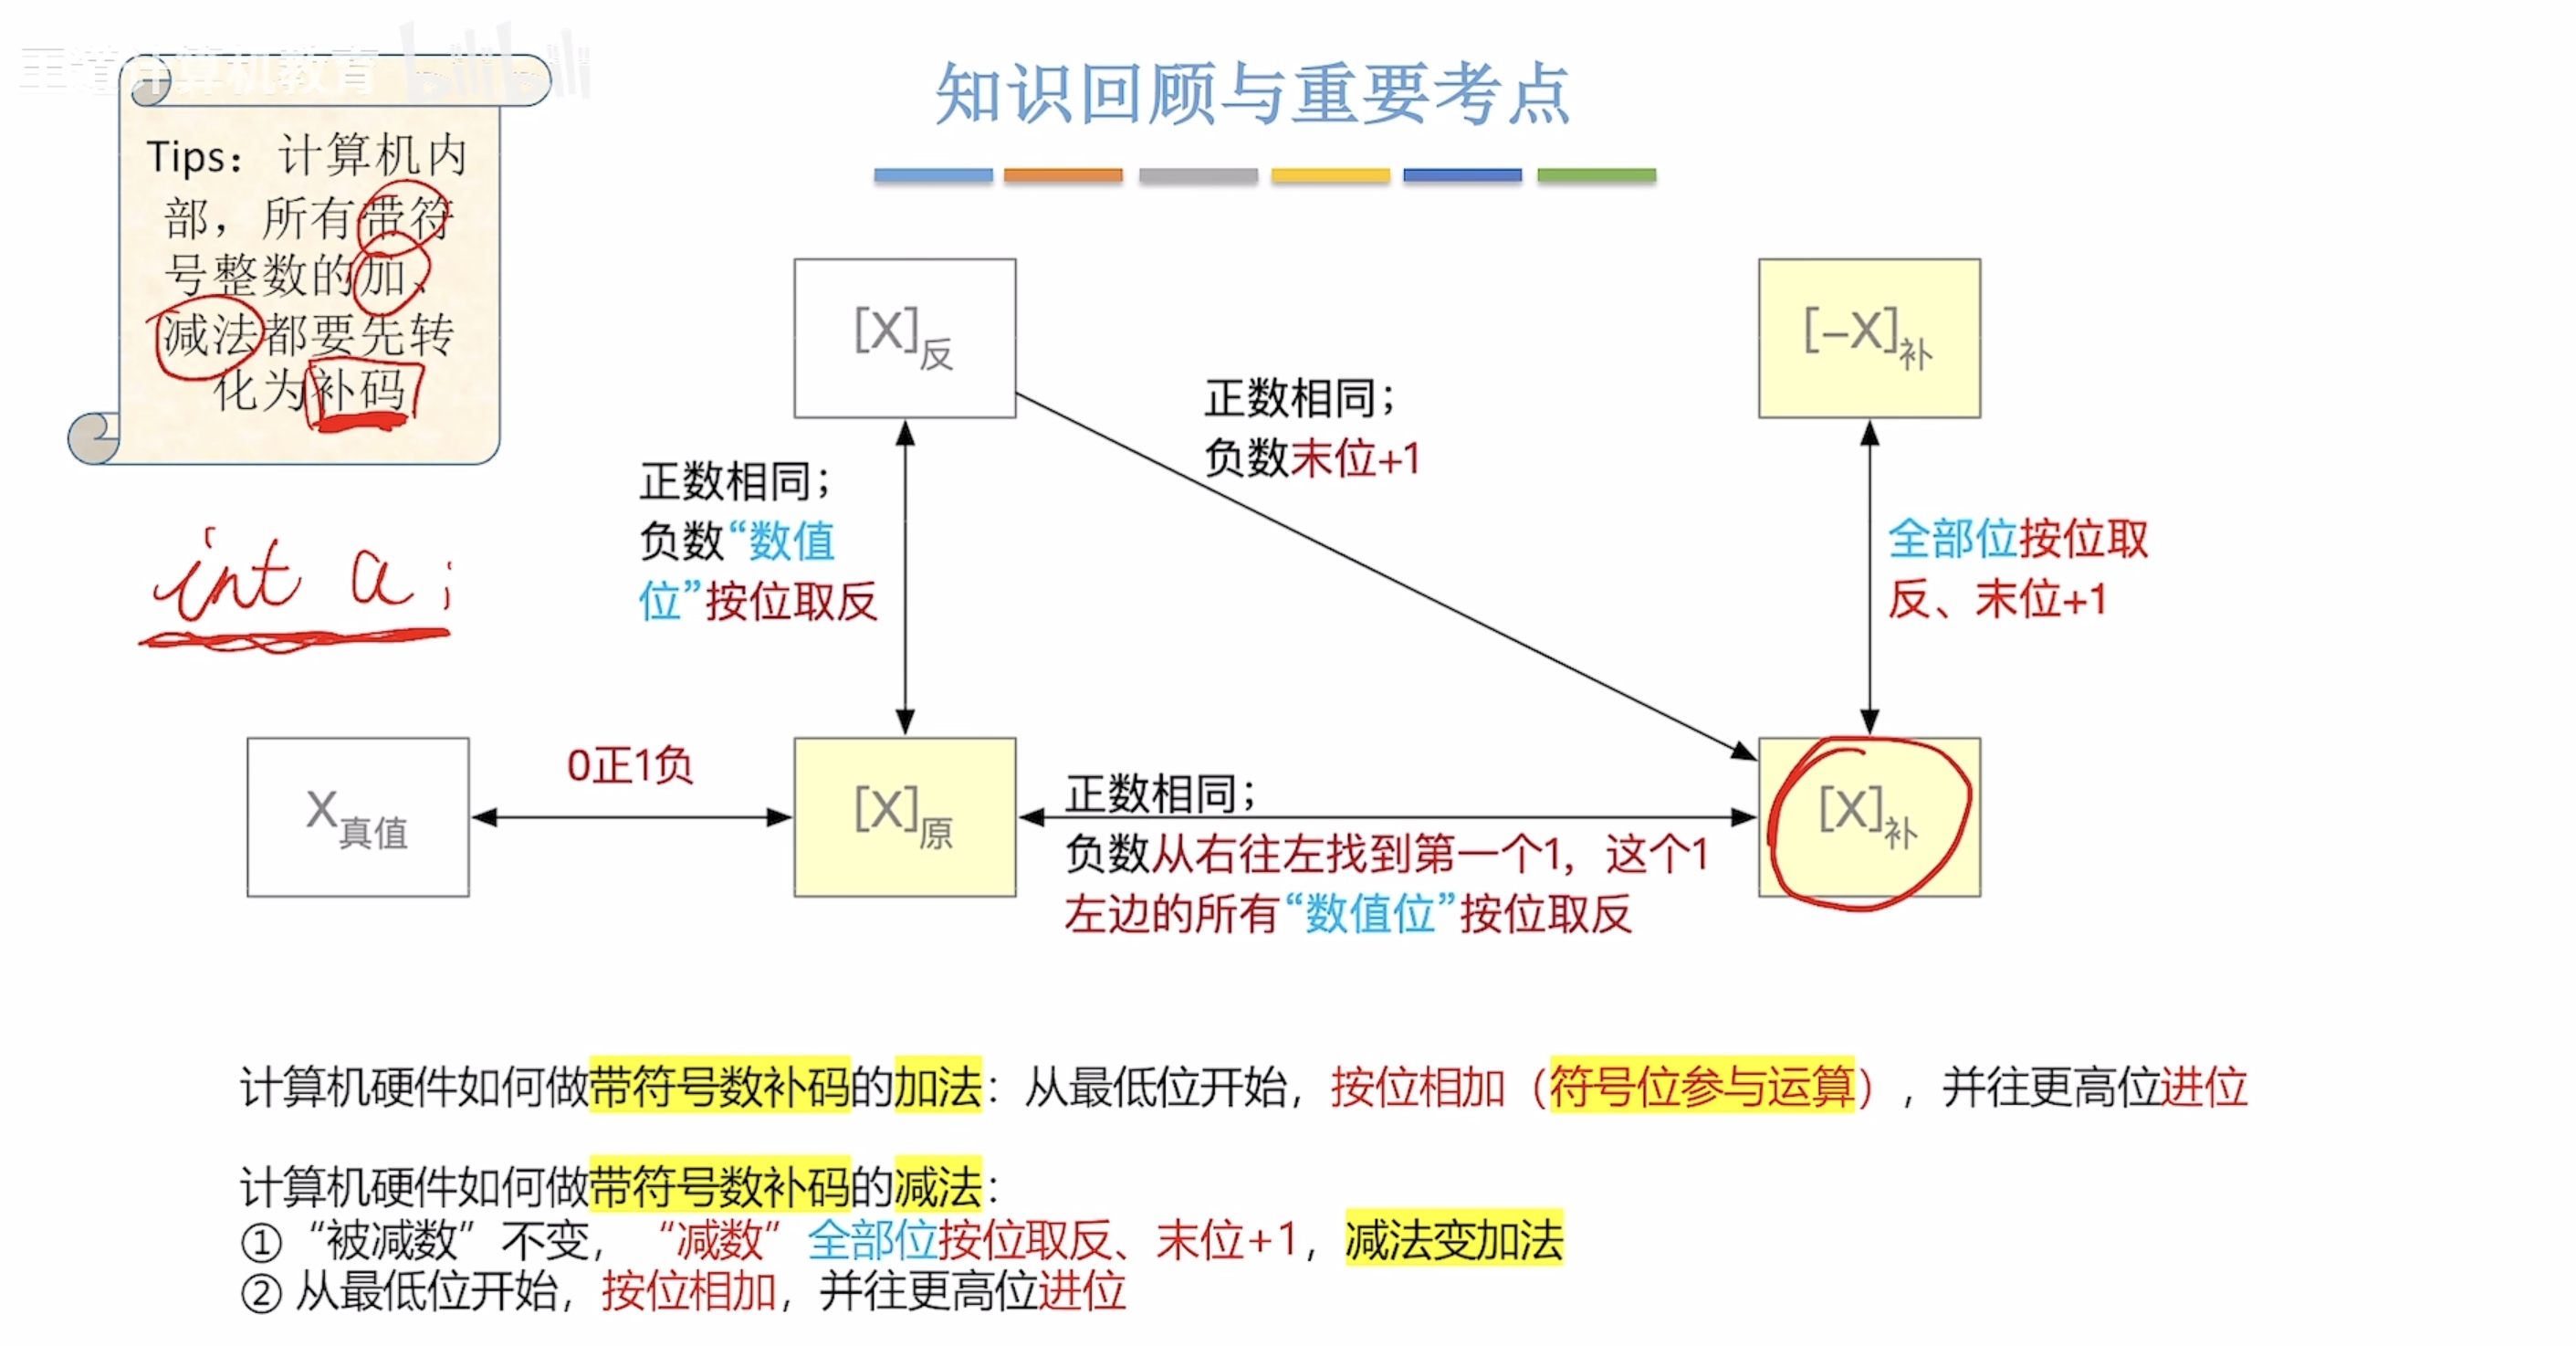 王道计算机教育 bilibili
知识回顾与重要考点
Tips：计算机内
部，所有带符
号整数的加、
减法都要先转
化为补码
int a;
[X]反
[-X]补
正数相同；
负数末位+1
正数相同；
负数“数值
位”按位取反
全部位按位取
反、末位+1
X真值
0正1负
[X]原
正数相同；
负数从右往左找到第一个1，这个1
左边的所有“数值位”按位取反
[X]补
计算机硬件如何做带符号数补码的加法：从最低位开始，按位相加（符号位参与运算），并往更高位进位
计算机硬件如何做带符号数补码的减法：
①“被减数”不变，“减数”全部位按位取反、末位+1，减法变加法
② 从最低位开始，按位相加，并往更高位进位